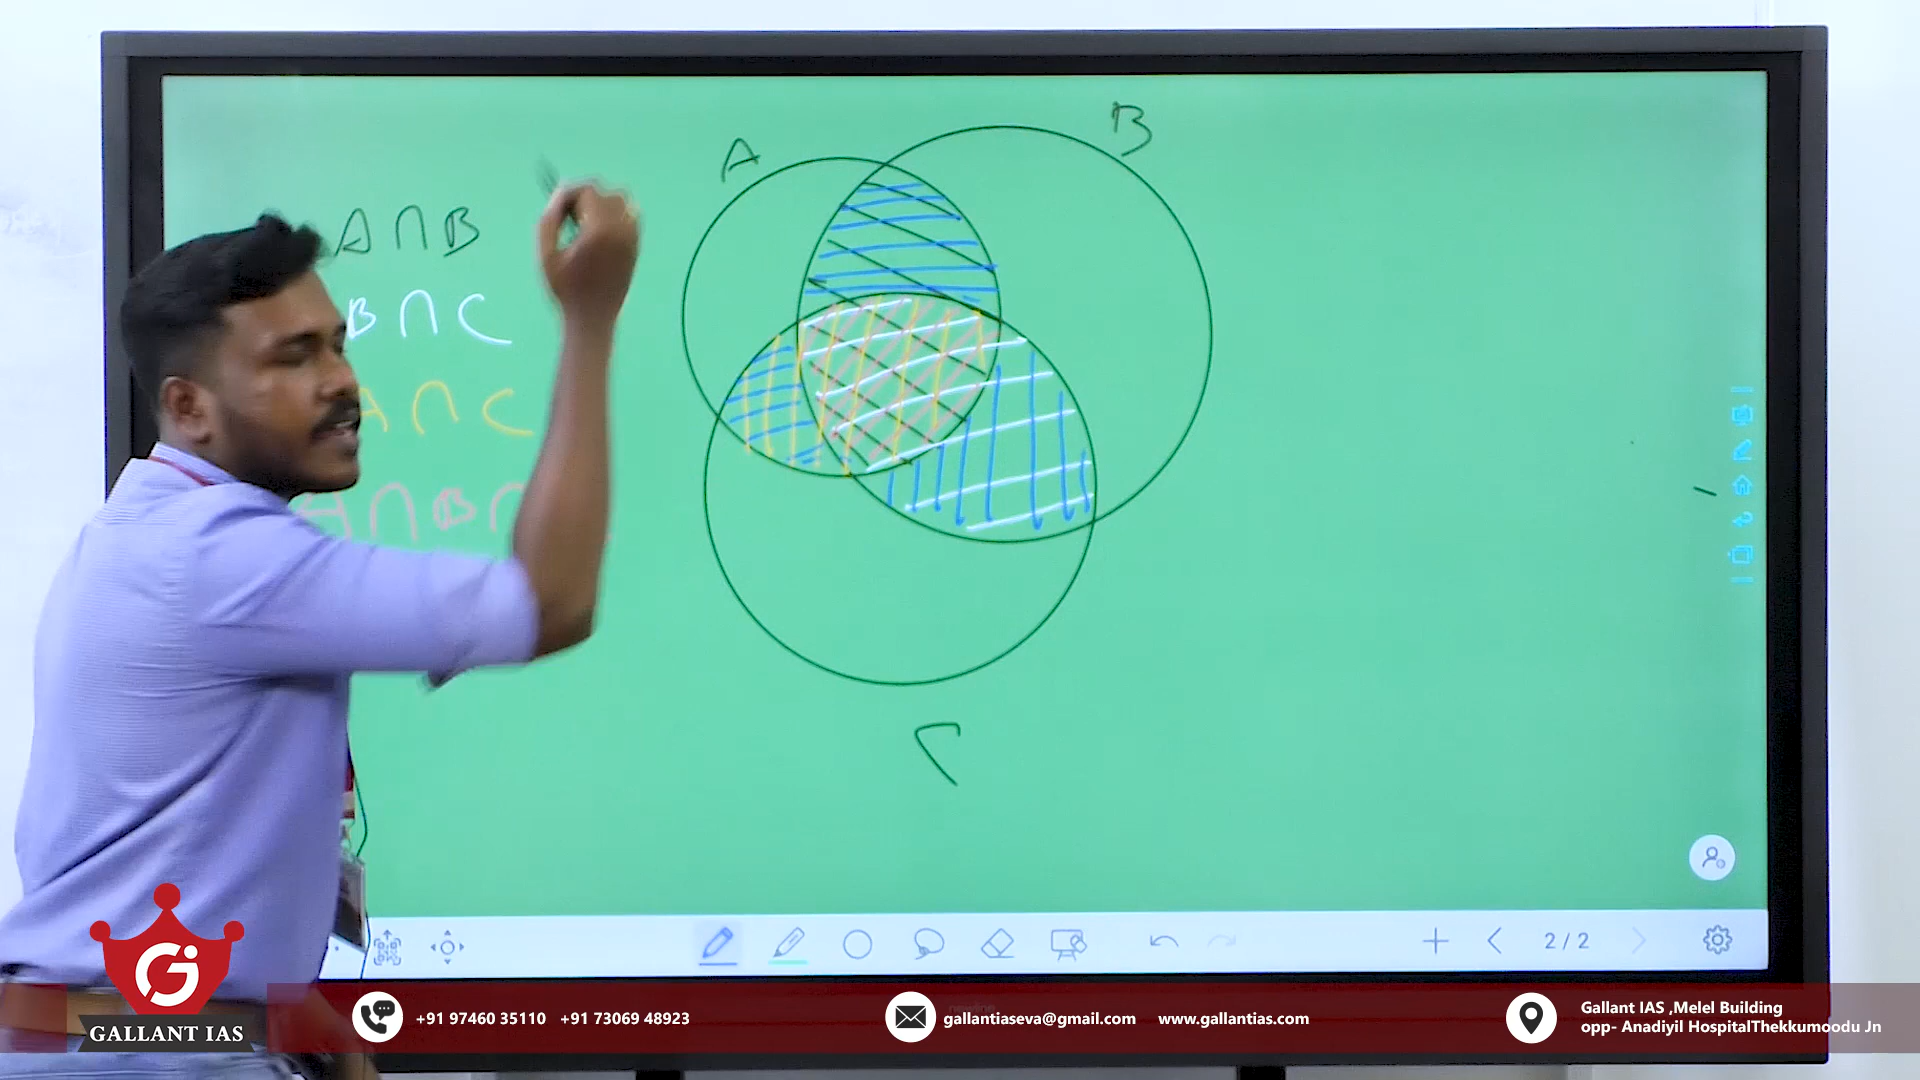 A
B
A ∩ B
B ∩ C
A ∩ C
A ∩ B ∩
C
2/2
G
GALLANT IAS
+91 97460 35110 +91 73069 48923
gallantiaseva@gmail.com www.gallantias.com
Gallant IAS ,Melel Building
opp- Anadiyil HospitalThekkumoodu Jn